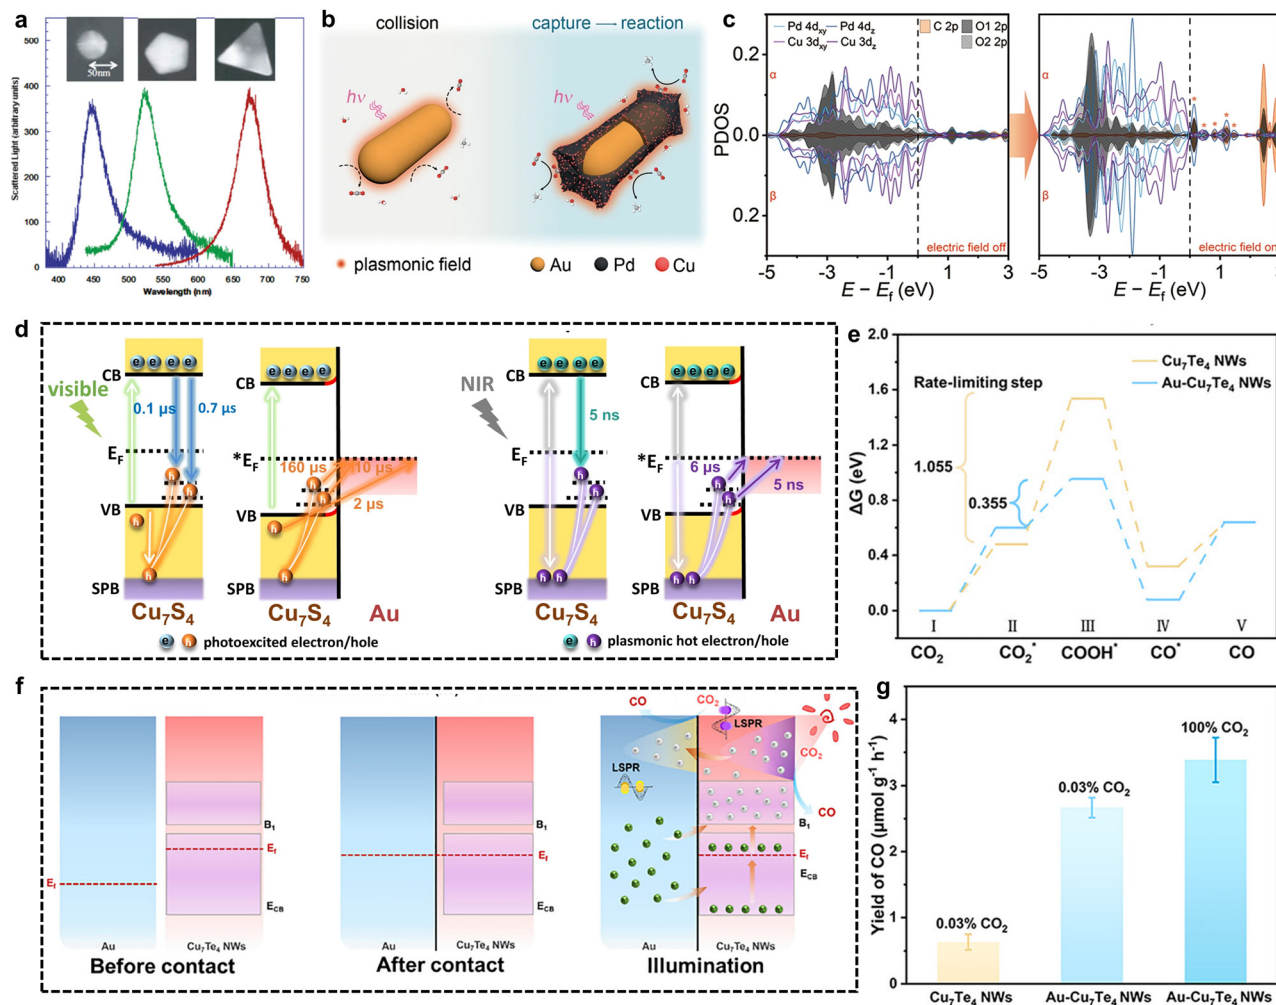 a
Scattered Light (arbitrary units)
500
400
300
200
100
0
50nm
400
450
500
550
600
650
700
750
Wavelength (nm)
b
collision
capture → reaction
hν
hν
plasmonic field
Au
Pd
Cu
c
PDOS
0.2
0.0
0.2
Pd 4dxy
Pd 4dz
Cu 3dxy
Cu 3dz
C 2p
O1 2p
O2 2p
α
β
electric field off
-5
-3
-1
1
3
E − Ef (eV)
α
β
electric field on
-5
-3
-1
1
3
E − Ef (eV)
d
visible
CB
0.1 µs
0.7 µs
EF
VB
SPB
Cu7S4
CB
*EF
160 µs
10 µs
2 µs
VB
SPB
Cu7S4
Au
NIR
CB
5 ns
EF
VB
SPB
Cu7S4
CB
*EF
6 µs
5 ns
VB
SPB
Cu7S4
Au
e h photoexcited electron/hole
e h plasmonic hot electron/hole
e
ΔG (eV)
2.0
1.6
1.2
0.8
0.4
0.0
Cu7Te4 NWs
Au-Cu7Te4 NWs
Rate-limiting step
1.055
0.355
I
II
III
IV
V
CO2
CO2*
COOH*
CO*
CO
f
B1
Ef
Ef
ECB
Au
Cu7Te4 NWs
Before contact
B1
Ef
ECB
Au
Cu7Te4 NWs
After contact
CO
CO2
LSPR
CO2
LSPR
CO
B1
Ef
ECB
Au
Cu7Te4 NWs
Illumination
g
Yield of CO (µmol g-1 h-1)
4
3
2
1
0
0.03% CO2
0.03% CO2
100% CO2
Cu7Te4 NWs
Au-Cu7Te4 NWs
Au-Cu7Te4 NWs